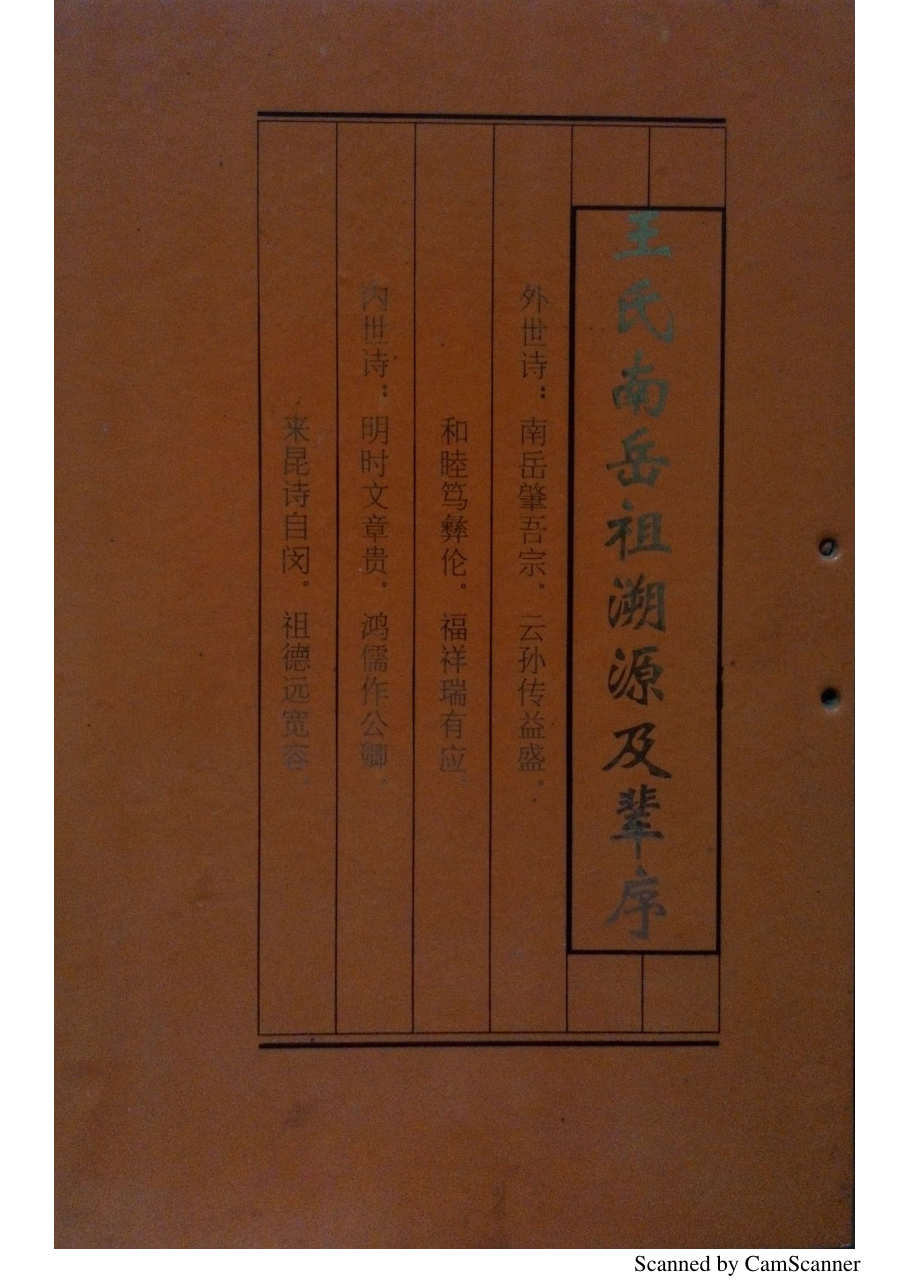 王氏南岳祖溯源及辈序
外世诗：南岳肇吾宗．云孙传益盛．
和睦笃彝伦．福祥瑞有应．
内世诗：明时文章贵．鸿儒作公卿．
来昆诗自闵．祖德远宽容．
Scanned by CamScanner